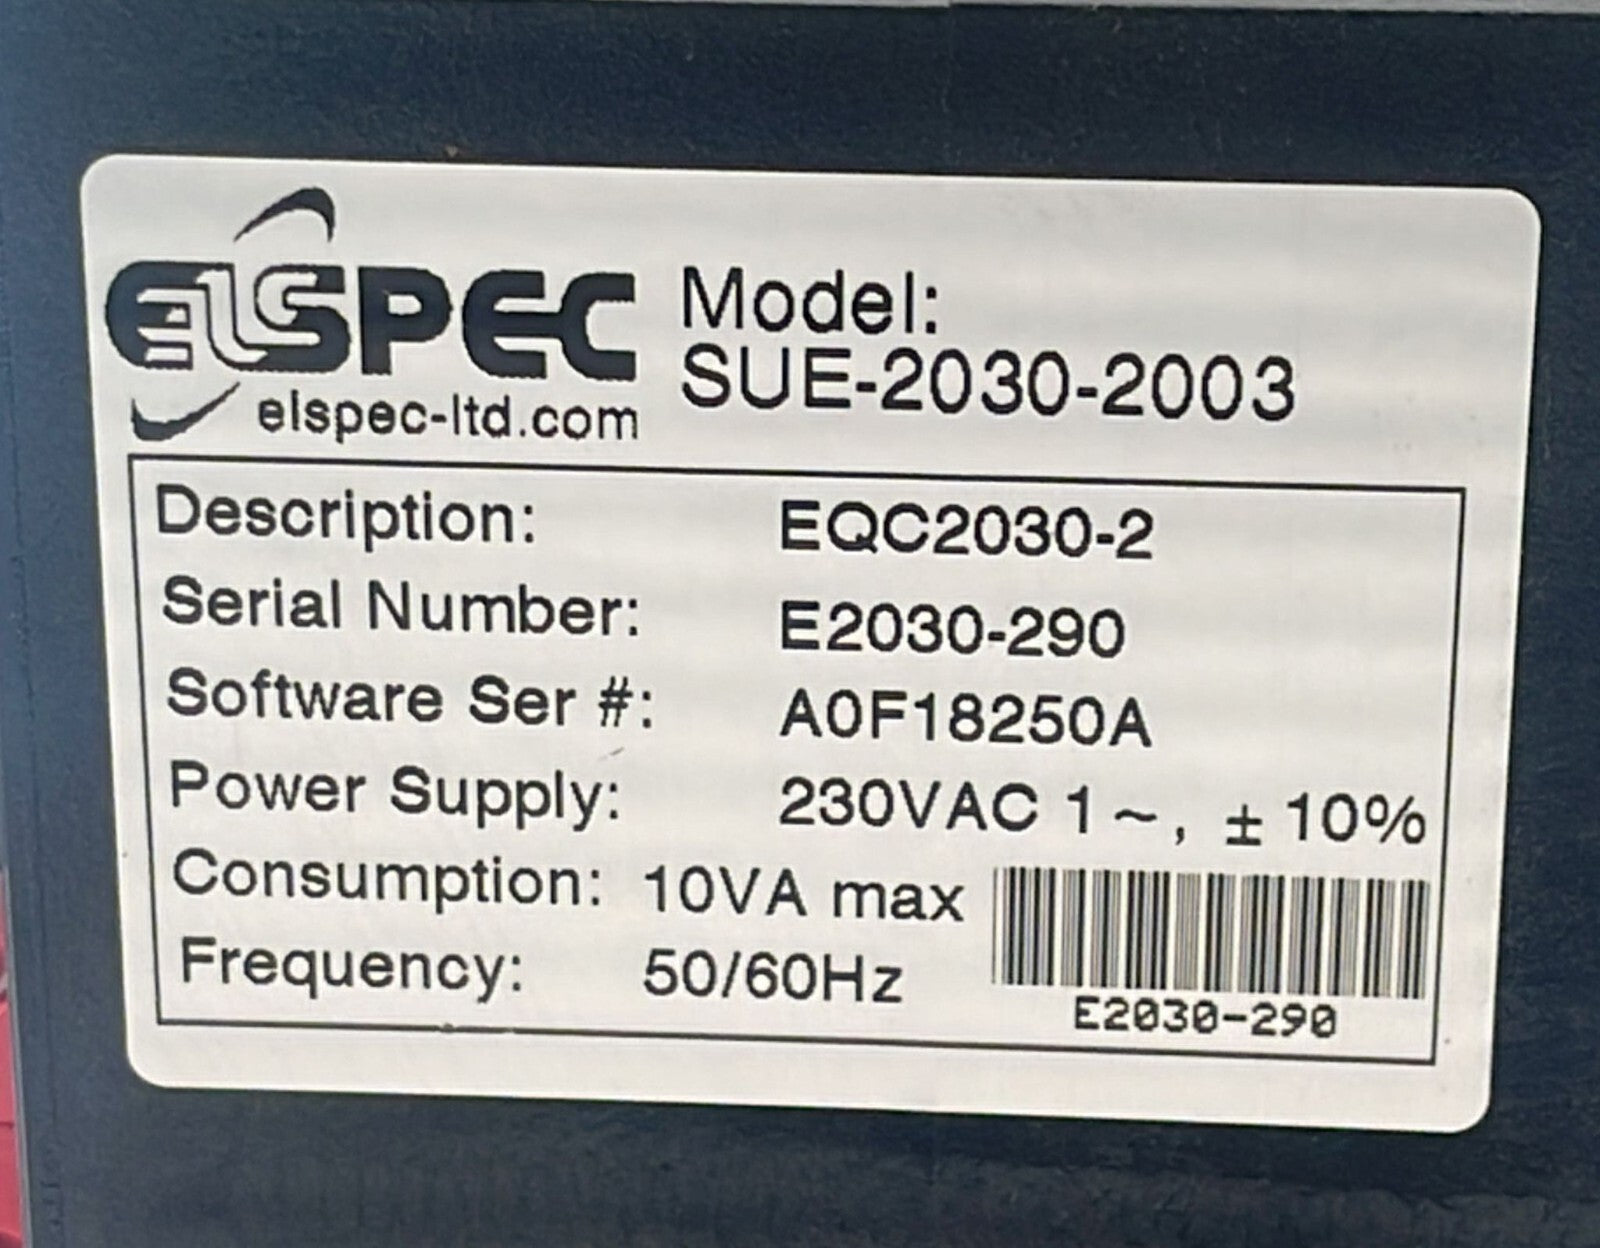 ELSPEC
elspec-ltd.com
Model:
SUE-2030-2003
Description: EQC2030-2
Serial Number: E2030-290
Software Ser #: A0F18250A
Power Supply: 230VAC 1 ~, ± 10%
Consumption: 10VA max
Frequency: 50/60Hz
E2030-290